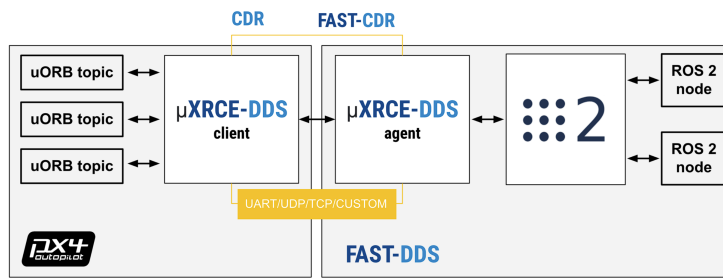 CDR FAST-CDR
uORB topic
uORB topic
uORB topic
μXRCE-DDS
client
μXRCE-DDS
agent
2
ROS 2
node
ROS 2
node
UART/UDP/TCP/CUSTOM
px4
autopilot
FAST-DDS